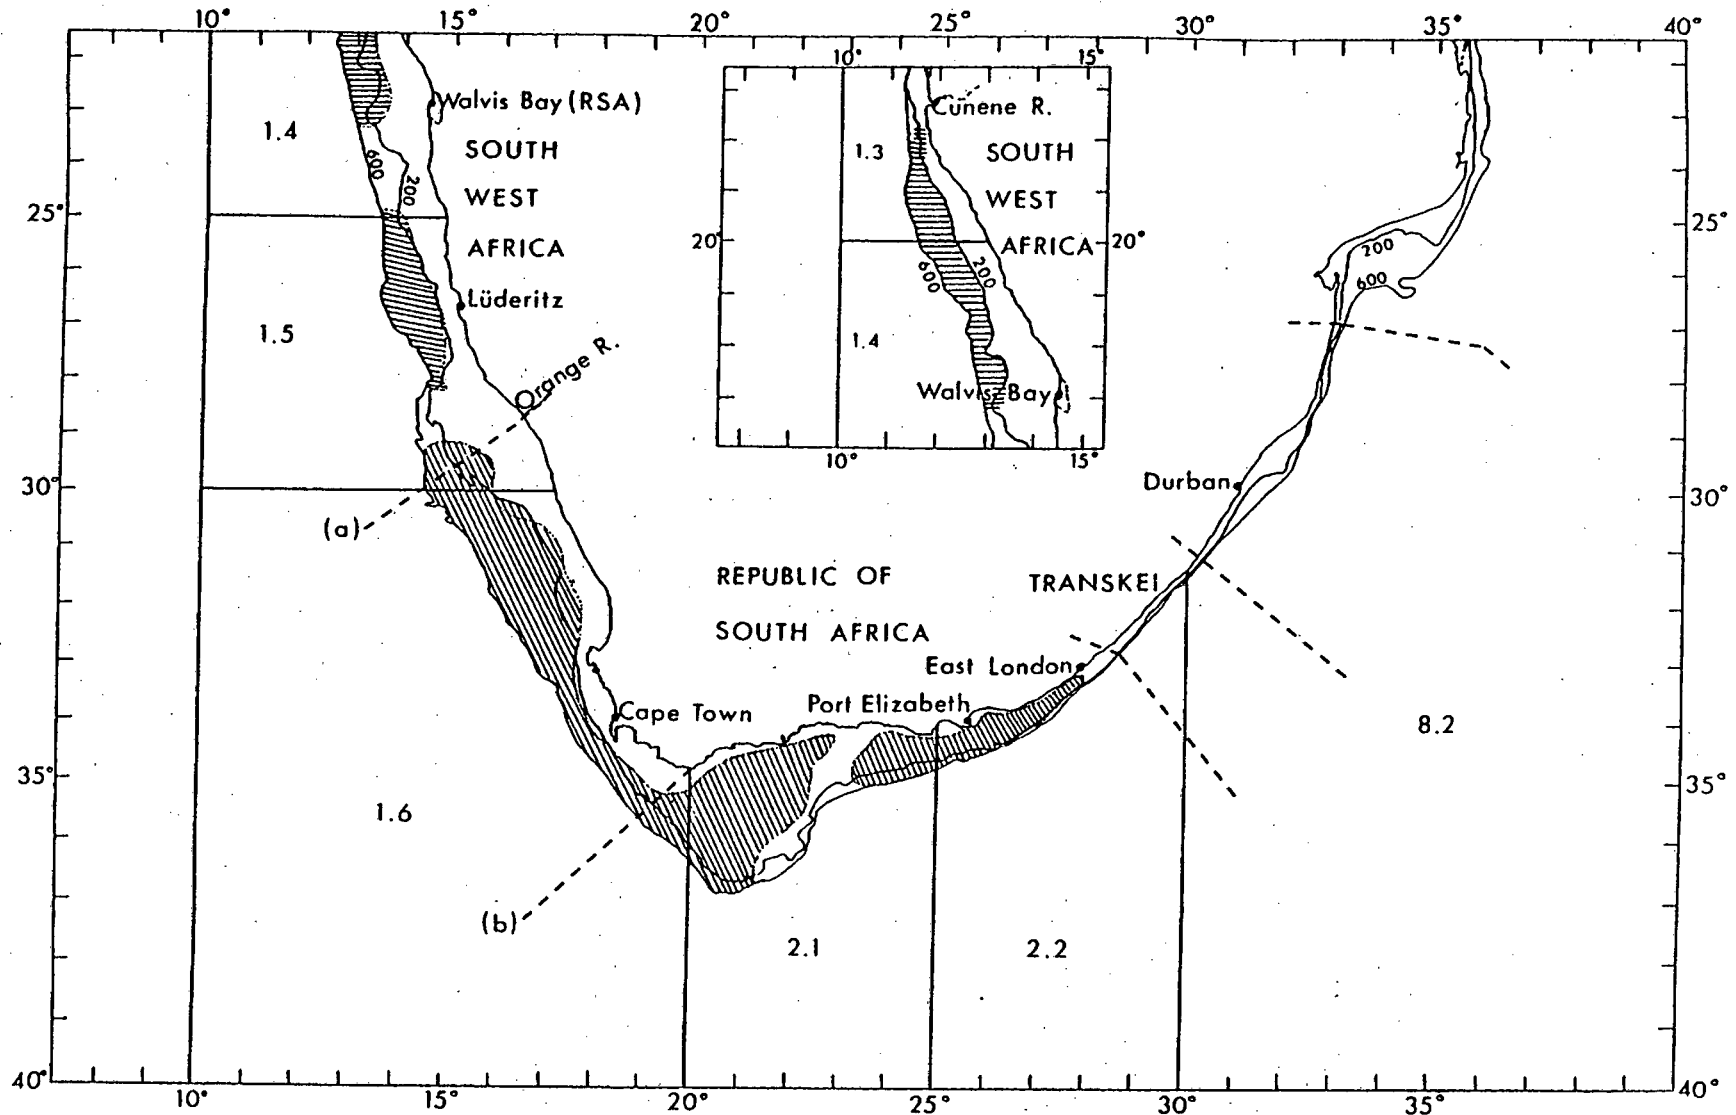 10° 15° 20° 25° 30° 35° 40°
10° 15°
Walvis Bay (RSA)
Cunene R.
1.4
SOUTH
1.3
SOUTH
600
200
WEST
WEST
25°
AFRICA
20°
AFRICA
20°
25°
200
600
200
600
Lüderitz
1.5
1.4
Orange R.
Walvis Bay
10° 15°
30°
Durban
30°
(a)
REPUBLIC OF
TRANSKEI
SOUTH AFRICA
East London
Port Elizabeth
Cape Town
8.2
35°
35°
1.6
(b)
2.1
2.2
40°
10° 15° 20° 25° 30° 35° 40°